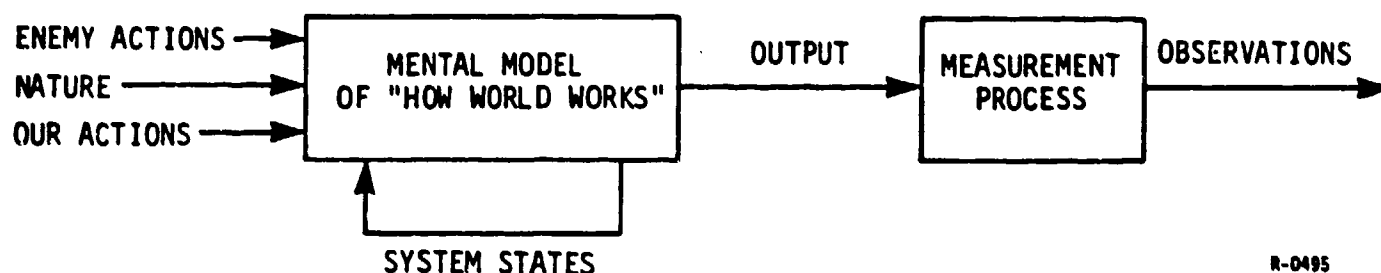 ENEMY ACTIONS
NATURE
OUR ACTIONS
MENTAL MODEL
OF "HOW WORLD WORKS"
OUTPUT
MEASUREMENT
PROCESS
OBSERVATIONS
SYSTEM STATES
R-0495